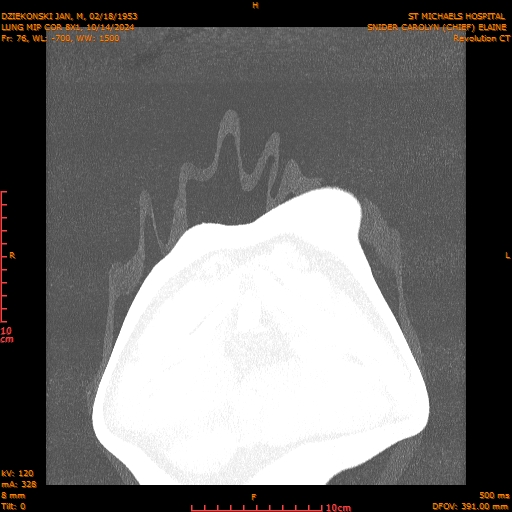 H
DZIEKONSKI JAN, M, 02/18/1953
LUNG MIP COR 8X1, 10/14/2024
Fr: 76, WL: -700, WW: 1500
ST MICHAELS HOSPITAL
SNIDER CAROLYN (CHIEF) ELAINE
Revolution CT
R
L
10
cm
kV: 120
mA: 328
8 mm
Tilt: 0
F
10cm
500 ms
DFOV: 391.00 mm